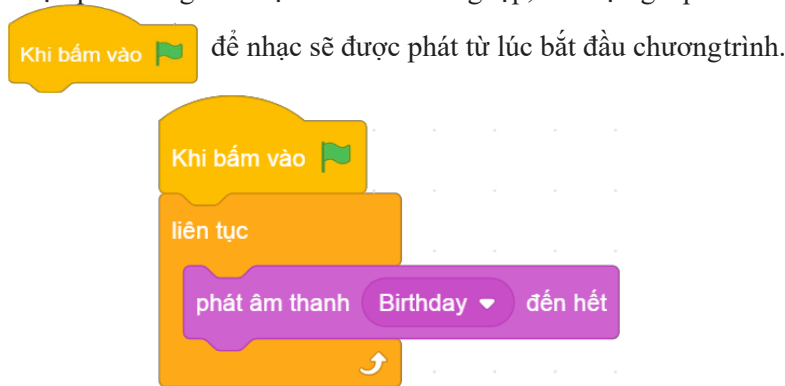 Khi bấm vào để nhạc sẽ được phát từ lúc bắt đầu chươngtrình.
Khi bấm vào
liên tục
phát âm thanh Birthday đến hết